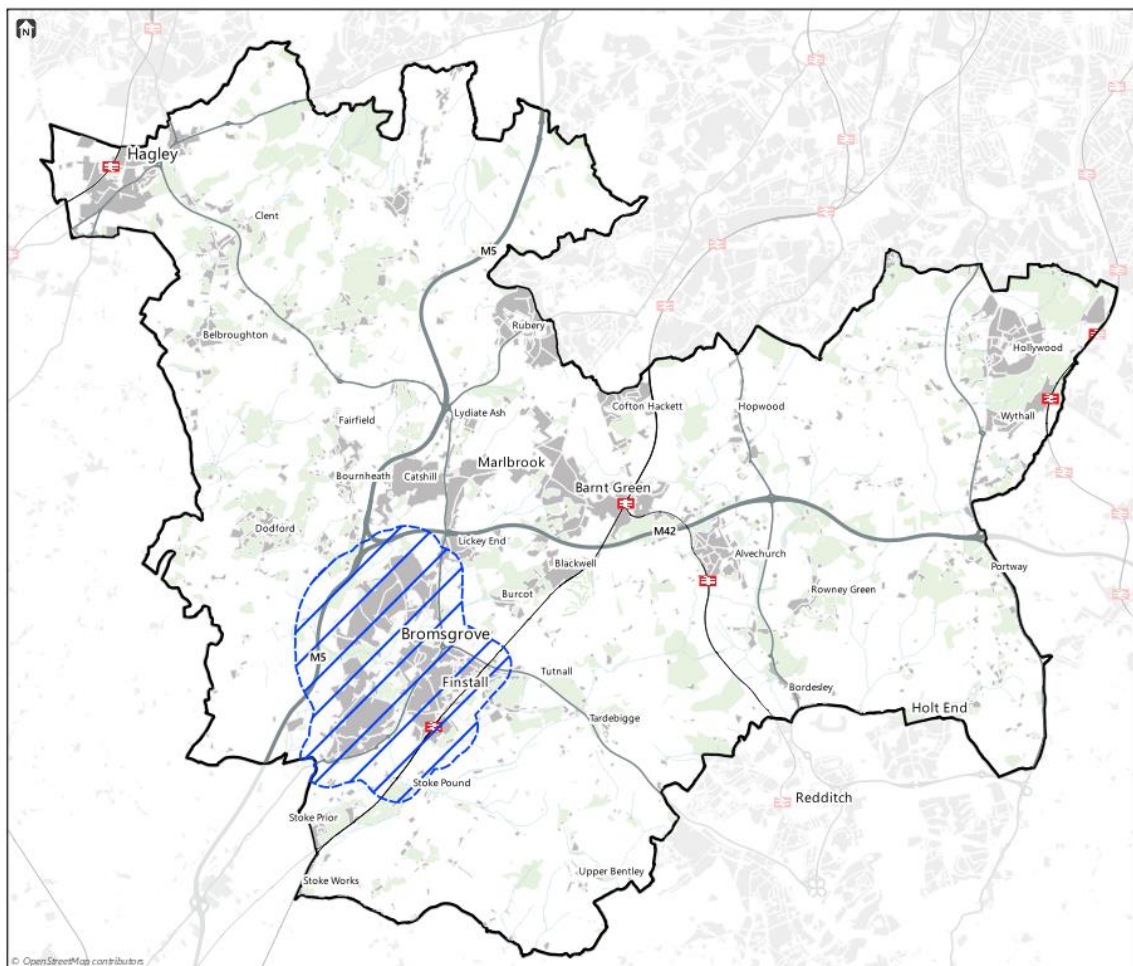 N
Hagley
Clent
M5
Belbroughton
Rubery
Hollywood
Cofton Hackett
Hopwood
Wythall
Lydiate Ash
Fairfield
Marlbrook
Bournheath
Catshill
Barnt Green
Dodford
M42
Lickey End
Alvechurch
Blackwell
Portway
Burcot
Rowney Green
Bromsgrove
M5
Tutnall
Finstall
Bordesley
Holt End
Tardebigge
Stoke Pound
Redditch
Stoke Prior
Upper Bentley
Stoke Works
© OpenStreetMap contributors